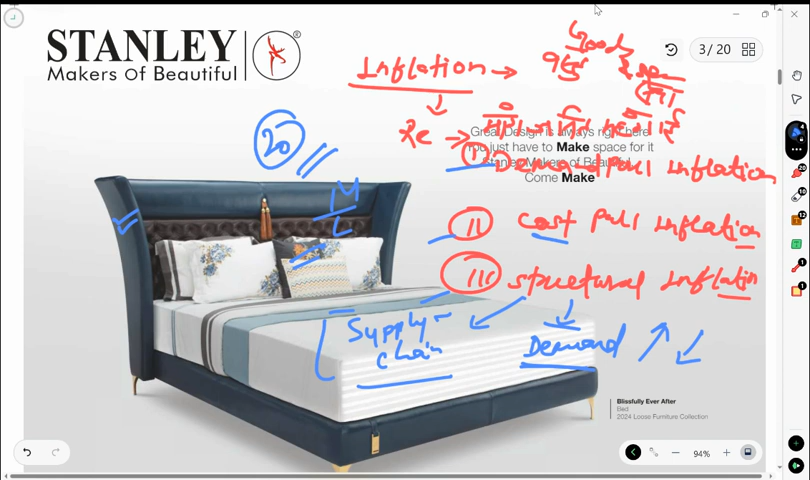 STANLEY®
Makers of Beautiful
3 / 20
Inflation →
Good
Re →
Great Design is always right here
You just have to Make space for it
Stanley Makers of Beautiful
Come Make
20
I Demand Pull Inflation
M
L
II Cost Pull Inflation
III Structural Inflatin
Supply-
chain
Demand
Blissfully Ever After
Bed
2024 Loose Furniture Collection
94%